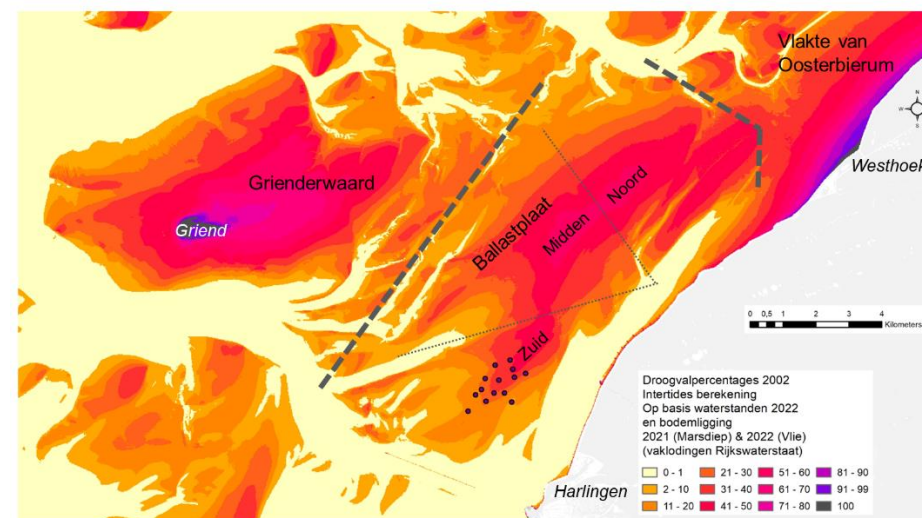 Vlakte van
Oosterbierum
N
W
S
Westhoek
Grienderwaard
Griend
Ballastplaat
Midden
Noord
Zuid
0 0,5 1 2 3 4
Kilometers
Droogvalpercentages 2002
Intertides berekening
Op basis waterstanden 2022
en bodemligging
2021 (Marsdiep) & 2022 (Vlie)
(vaklodingen Rijkswaterstaat)
0 - 1 21 - 30 51 - 60 81 - 90
2 - 10 31 - 40 61 - 70 91 - 99
11 - 20 41 - 50 71 - 80 100
Harlingen